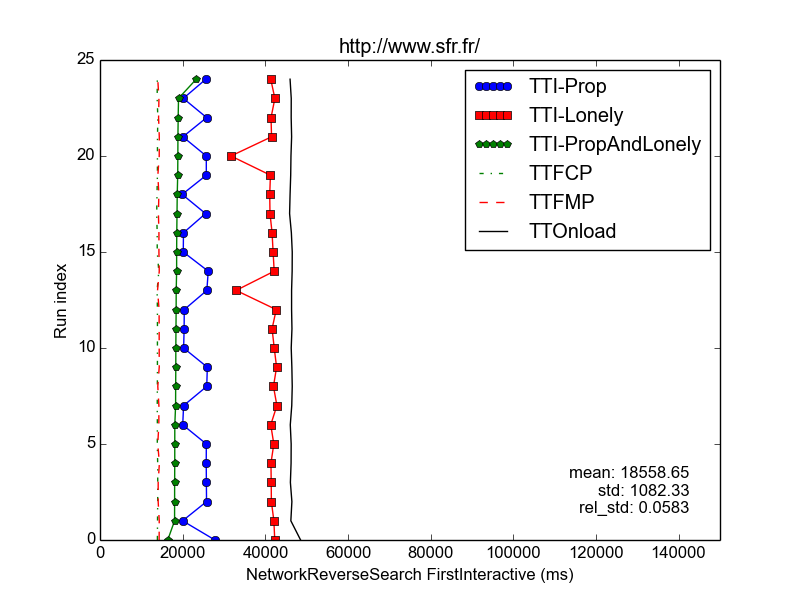 http://www.sfr.fr/
25
20
15
10
5
0
Run index
TTI-Prop
TTI-Lonely
TTI-PropAndLonely
TTFCP
TTFMP
TTOnload
mean: 18558.65
std: 1082.33
rel_std: 0.0583
0 20000 40000 60000 80000 100000 120000 140000
NetworkReverseSearch FirstInteractive (ms)